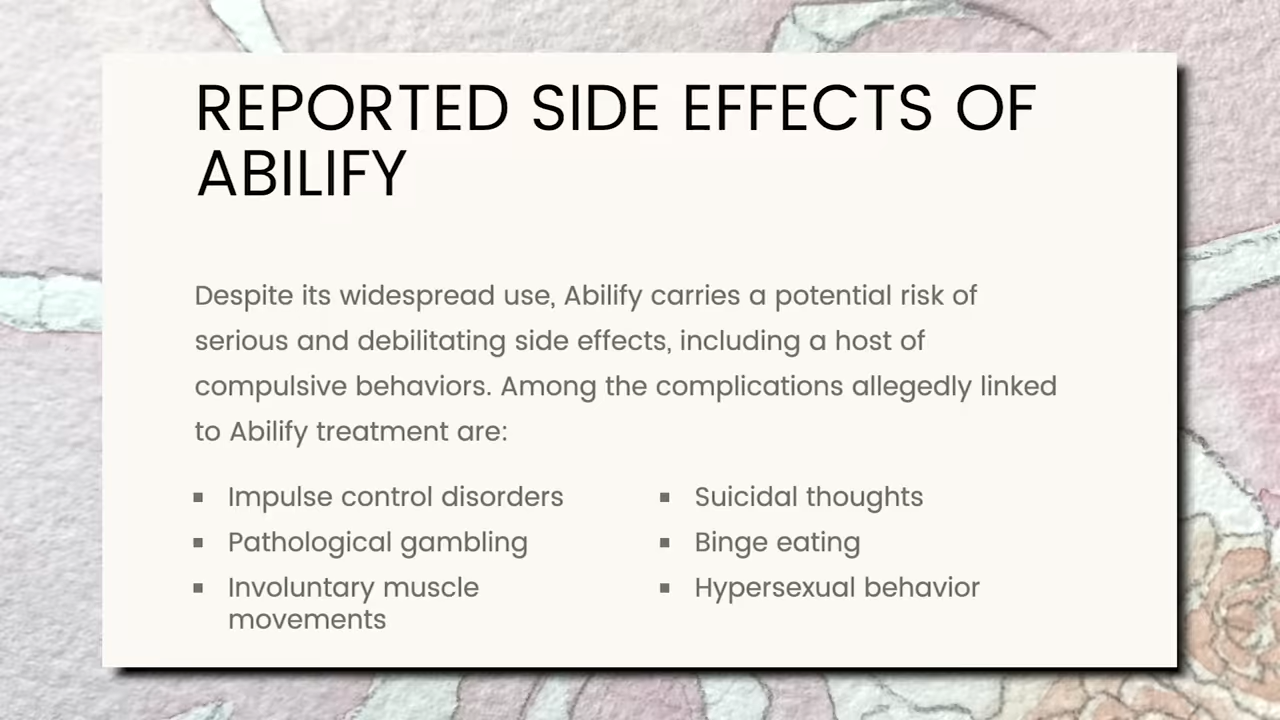 REPORTED SIDE EFFECTS OF
ABILIFY
Despite its widespread use, Abilify carries a potential risk of
serious and debilitating side effects, including a host of
compulsive behaviors. Among the complications allegedly linked
to Abilify treatment are:
▪ Impulse control disorders
▪ Pathological gambling
▪ Involuntary muscle
movements
▪ Suicidal thoughts
▪ Binge eating
▪ Hypersexual behavior